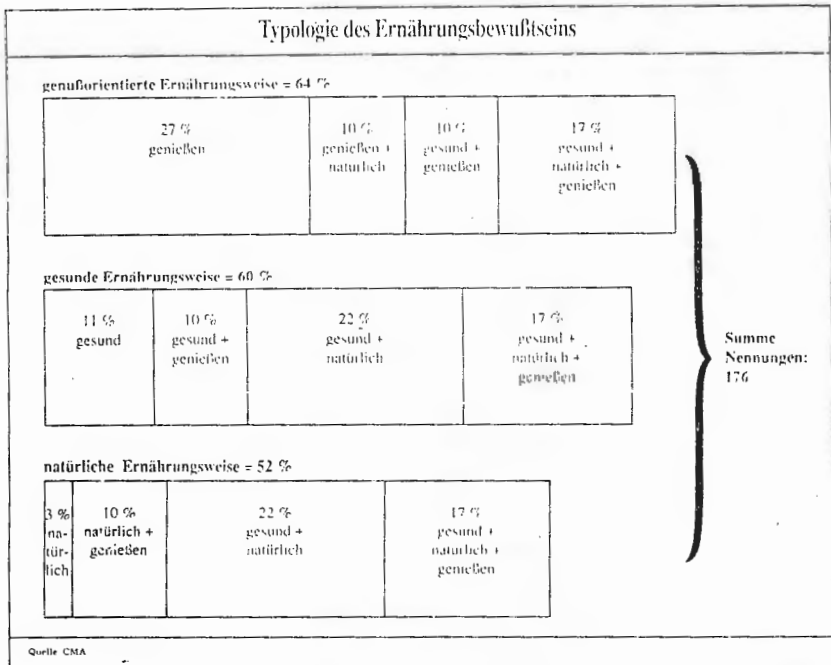 Typologie des Ernährungsbewußtseins
genußorientierte Ernährungsweise = 64 %
27 %
genießen
10 %
genießen +
natürlich
10 %
gesund +
genießen
17 %
gesund +
natürlich +
genießen
gesunde Ernährungsweise = 60 %
11 %
gesund
10 %
gesund +
genießen
22 %
gesund +
natürlich
17 %
gesund +
natürlich +
genießen
natürliche Ernährungsweise = 52 %
3 %
na-
tür-
lich
10 %
natürlich +
genießen
22 %
gesund +
natürlich
17 %
gesund +
natürlich +
genießen
Summe
Nennungen:
176
Quelle CMA